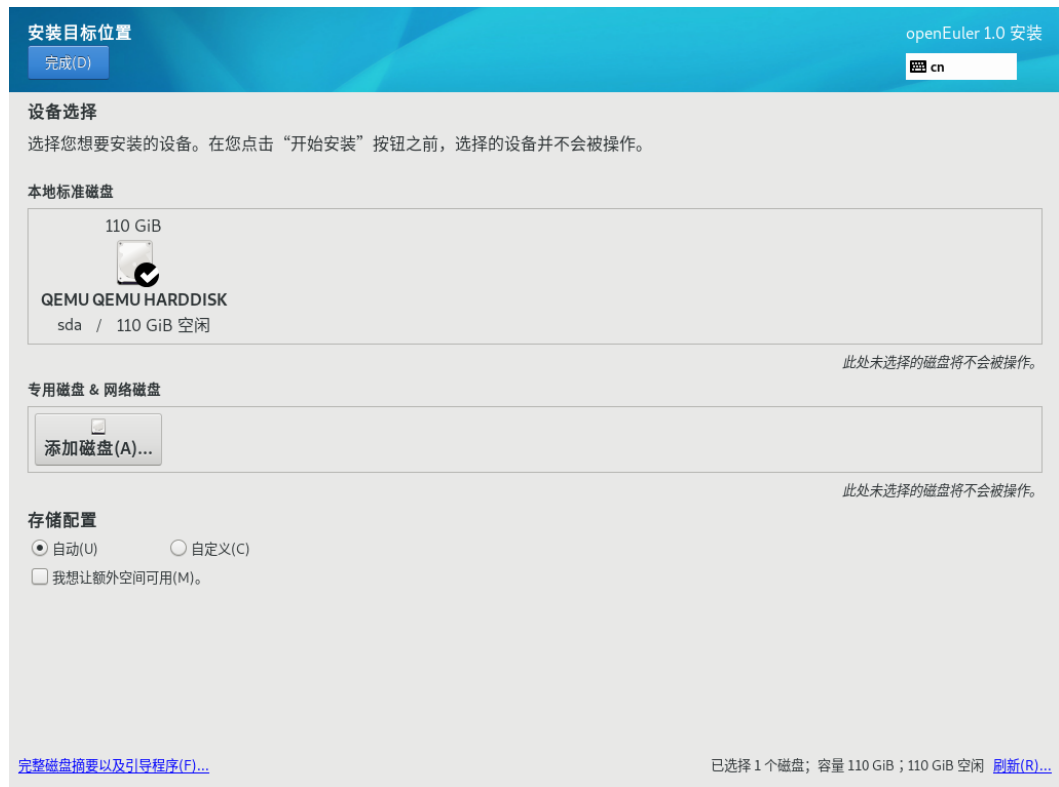 安装目标位置
openEuler 1.0 安装
完成(D)
cn
设备选择
选择您想要安装的设备。在您点击“开始安装”按钮之前，选择的设备并不会被操作。
本地标准磁盘
110 GiB
QEMU QEMU HARDDISK
sda / 110 GiB 空闲
此处未选择的磁盘将不会被操作。
专用磁盘 & 网络磁盘
添加磁盘(A)...
此处未选择的磁盘将不会被操作。
存储配置
自动(U) 自定义(C)
我想让额外空间可用(M)。
完整磁盘摘要以及引导程序(F)... 已选择 1 个磁盘；容量 110 GiB；110 GiB 空闲 刷新(R)...